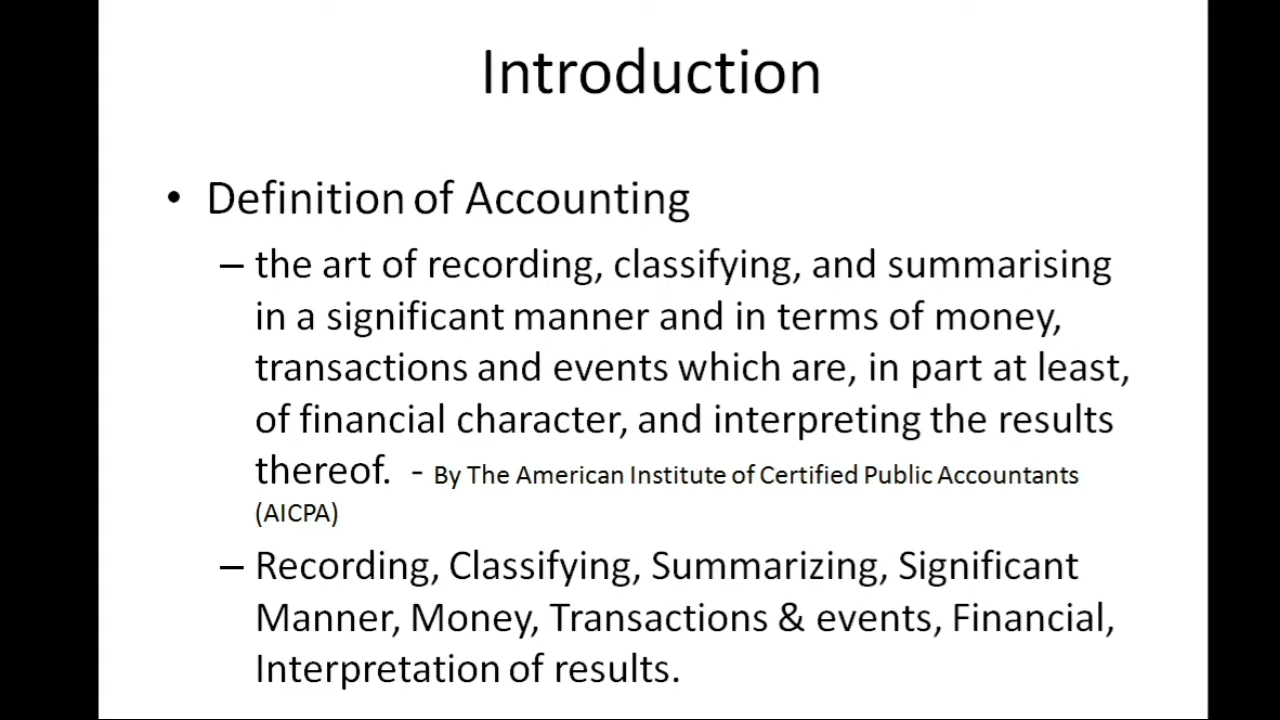 Introduction
• Definition of Accounting
– the art of recording, classifying, and summarising
in a significant manner and in terms of money,
transactions and events which are, in part at least,
of financial character, and interpreting the results
thereof. - By The American Institute of Certified Public Accountants
(AICPA)
– Recording, Classifying, Summarizing, Significant
Manner, Money, Transactions & events, Financial,
Interpretation of results.